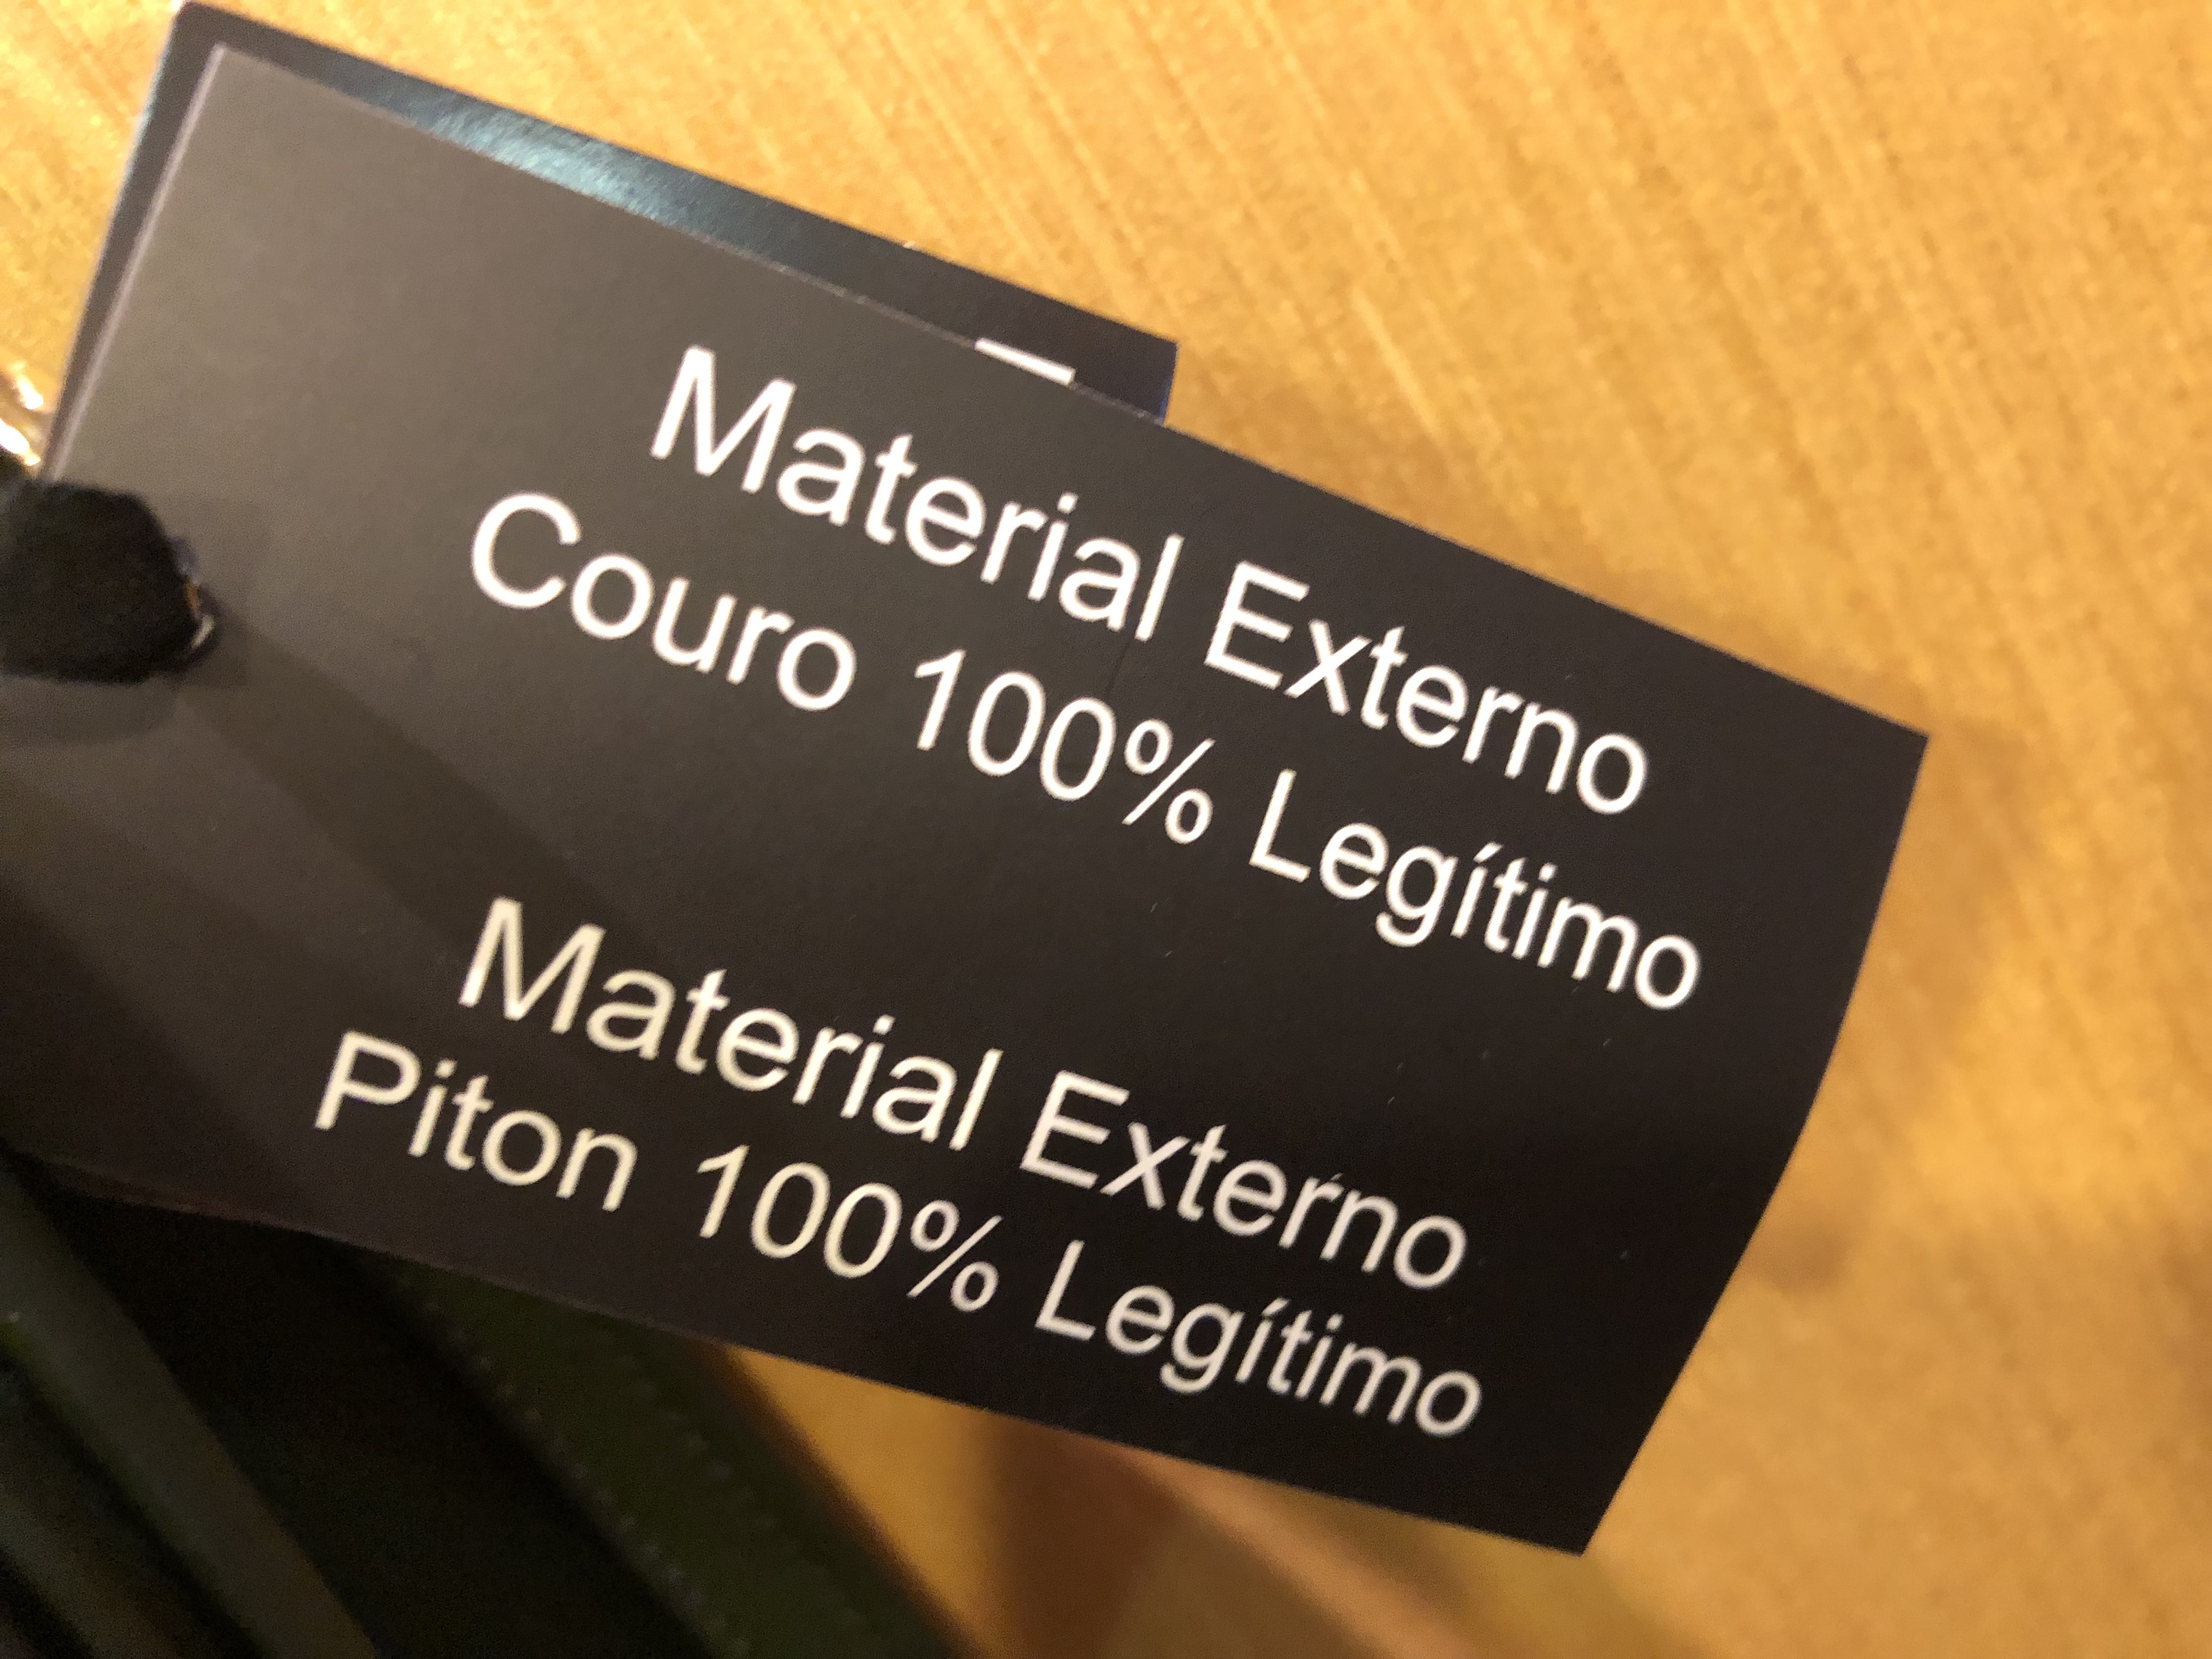 Material Externo
Couro 100% Legítimo
Material Externo
Piton 100% Legítimo